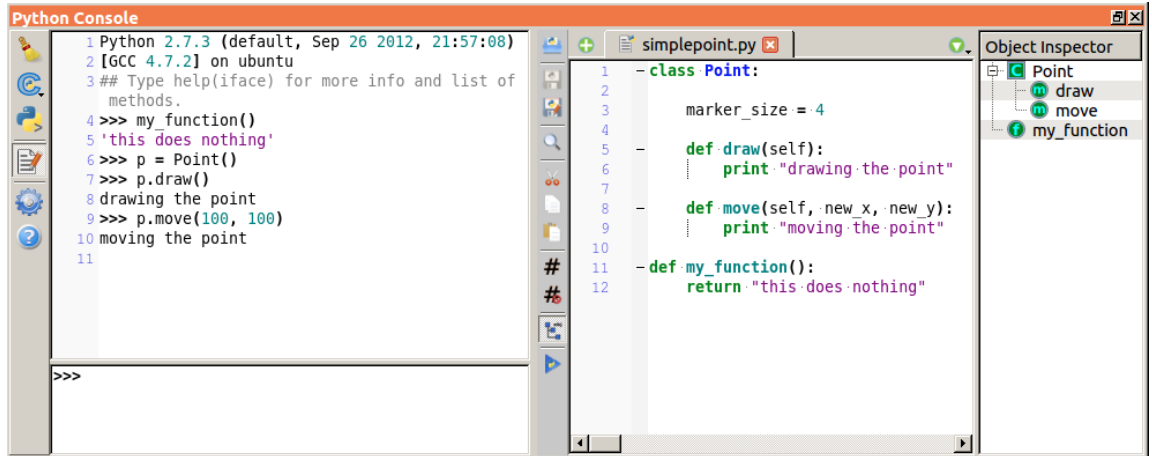 Python Console
1 Python 2.7.3 (default, Sep 26 2012, 21:57:08)
2 [GCC 4.7.2] on ubuntu
3 ## Type help(iface) for more info and list of
methods.
4 >>> my_function()
5 'this does nothing'
6 >>> p = Point()
7 >>> p.draw()
8 drawing the point
9 >>> p.move(100, 100)
10 moving the point
11
>>>
simplepoint.py
1 class Point:
2
3 marker_size = 4
4
5 def draw(self):
6 print "drawing the point"
7
8 def move(self, new_x, new_y):
9 print "moving the point"
10
11 def my_function():
12 return "this does nothing"
Object Inspector
C Point
m draw
m move
f my_function